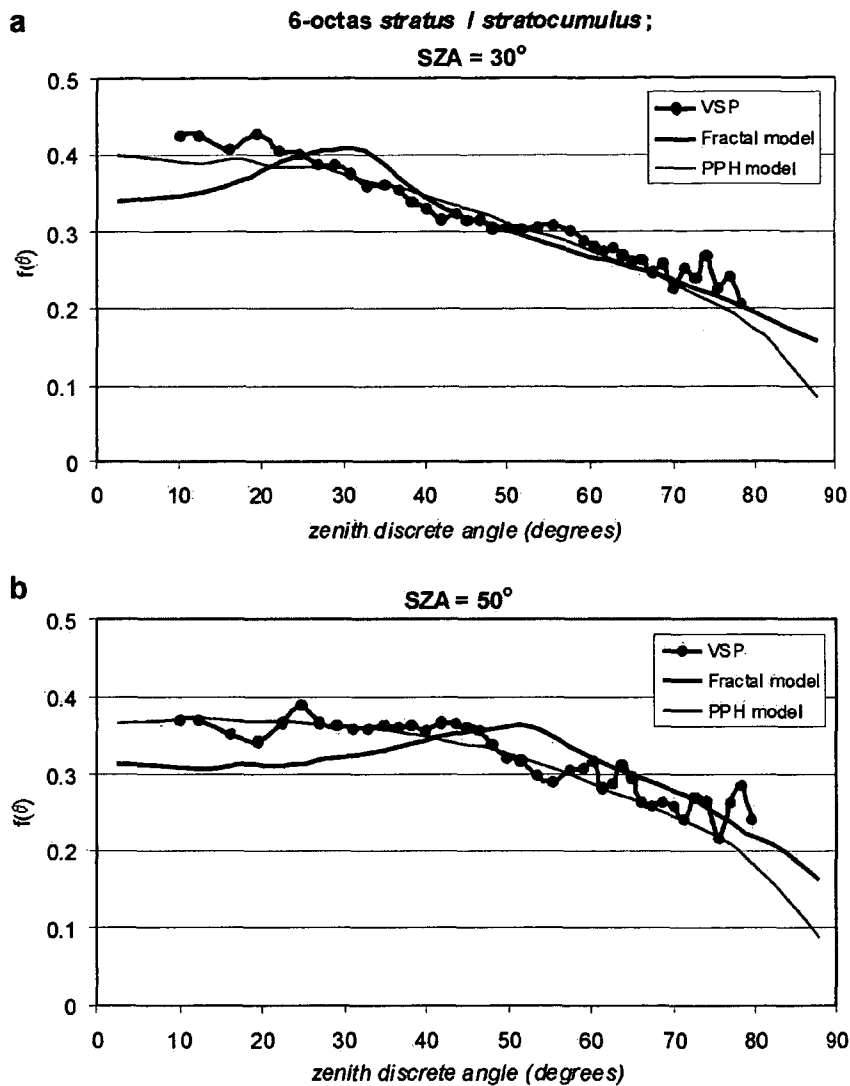 a
6-octas stratus / stratocumulus;
SZA = 30°
0.5
0.4
0.3
0.2
0.1
0
f(θ)
VSP
Fractal model
PPH model
0 10 20 30 40 50 60 70 80 90
zenith discrete angle (degrees)
b
SZA = 50°
0.5
0.4
0.3
0.2
0.1
0
f(θ)
VSP
Fractal model
PPH model
0 10 20 30 40 50 60 70 80 90
zenith discrete angle (degrees)